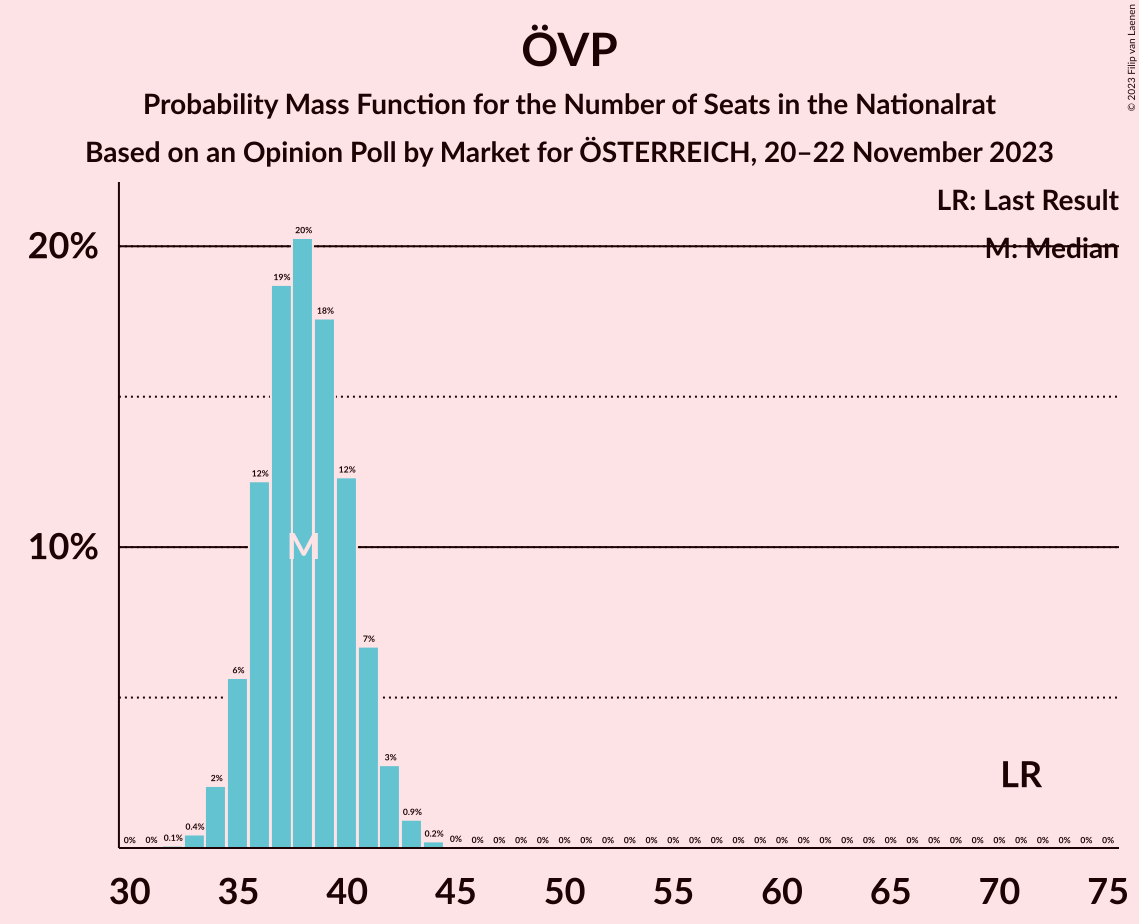 ÖVP
Probability Mass Function for the Number of Seats in the Nationalrat
Based on an Opinion Poll by Market for ÖSTERREICH, 20–22 November 2023
© 2023 Filip van Laenen
LR: Last Result
M: Median
20%
10%
0% 0% 0.1% 0.4% 2% 6% 12% 19% 20% 18% 12% 7% 3% 0.9% 0.2% 0% 0% 0% 0% 0% 0% 0% 0% 0% 0% 0% 0% 0% 0% 0% 0% 0% 0% 0% 0% 0% 0% 0% 0% 0% 0% 0% 0% 0% 0% 0%
M
LR
30 35 40 45 50 55 60 65 70 75